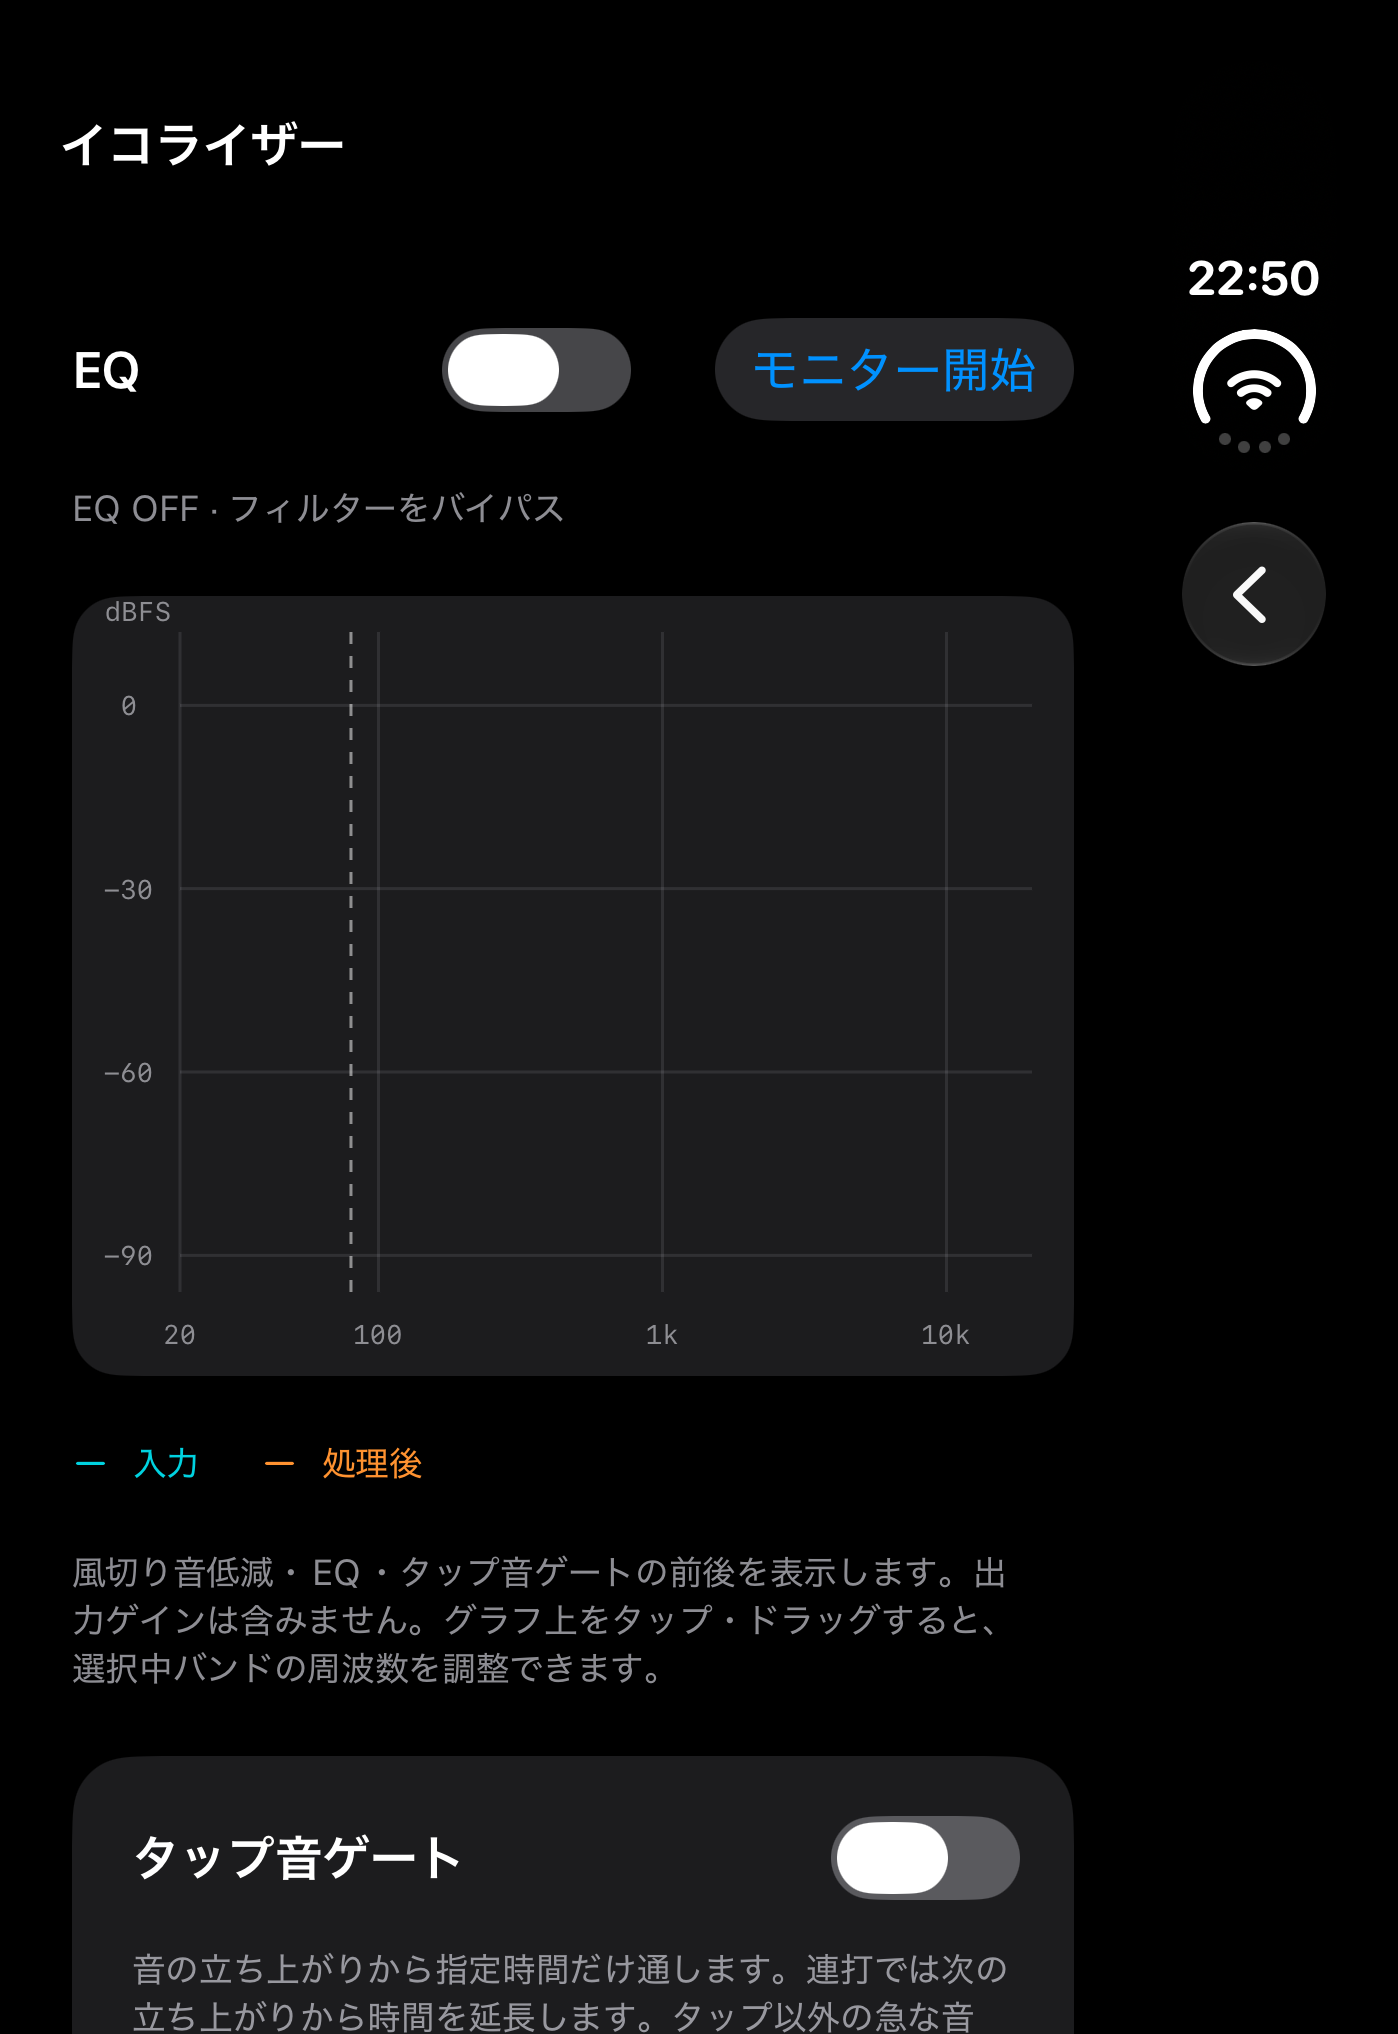 イコライザー
22:50
EQ
モニター開始
EQ OFF · フィルターをバイパス
dBFS
0
−30
−60
−90
20 100 1k 10k
入力 処理後
風切り音低減・EQ・タップ音ゲートの前後を表示します。出
力ゲインは含みません。グラフ上をタップ・ドラッグすると、
選択中バンドの周波数を調整できます。
タップ音ゲート
音の立ち上がりから指定時間だけ通します。連打では次の
立ち上がりから時間を延長します。タップ以外の急な音